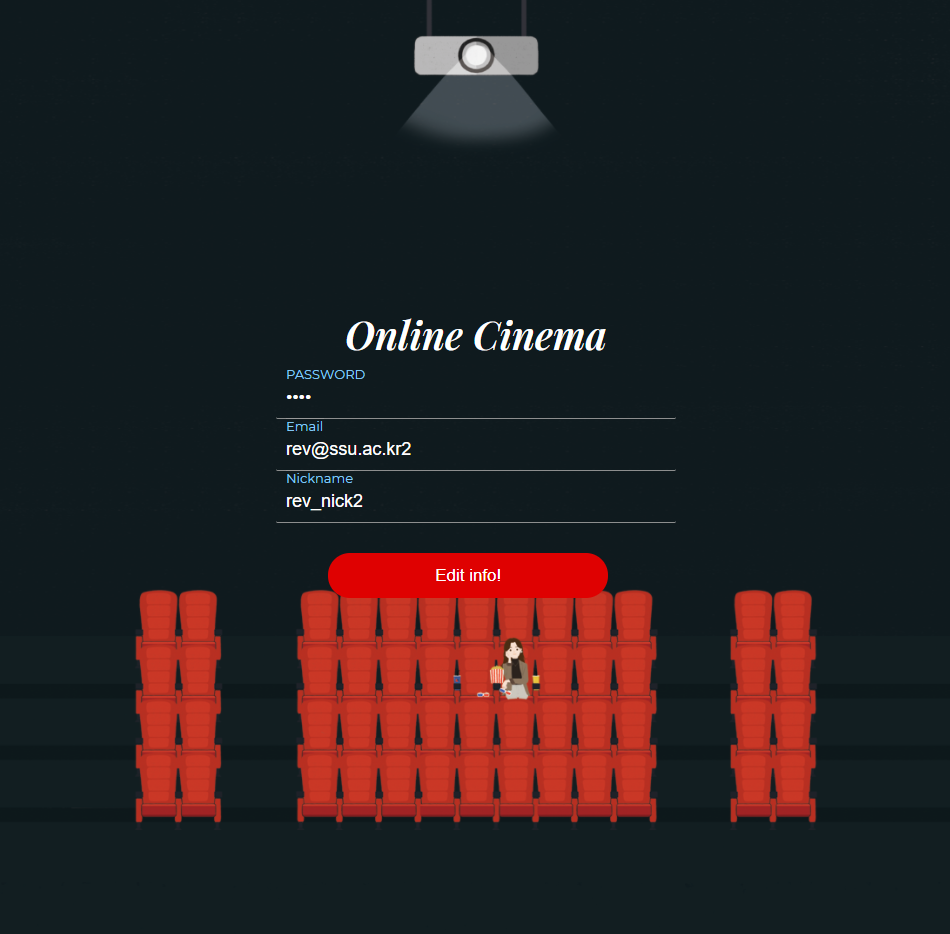 Online Cinema
PASSWORD
••••
Email
rev@ssu.ac.kr2
Nickname
rev_nick2
Edit info!